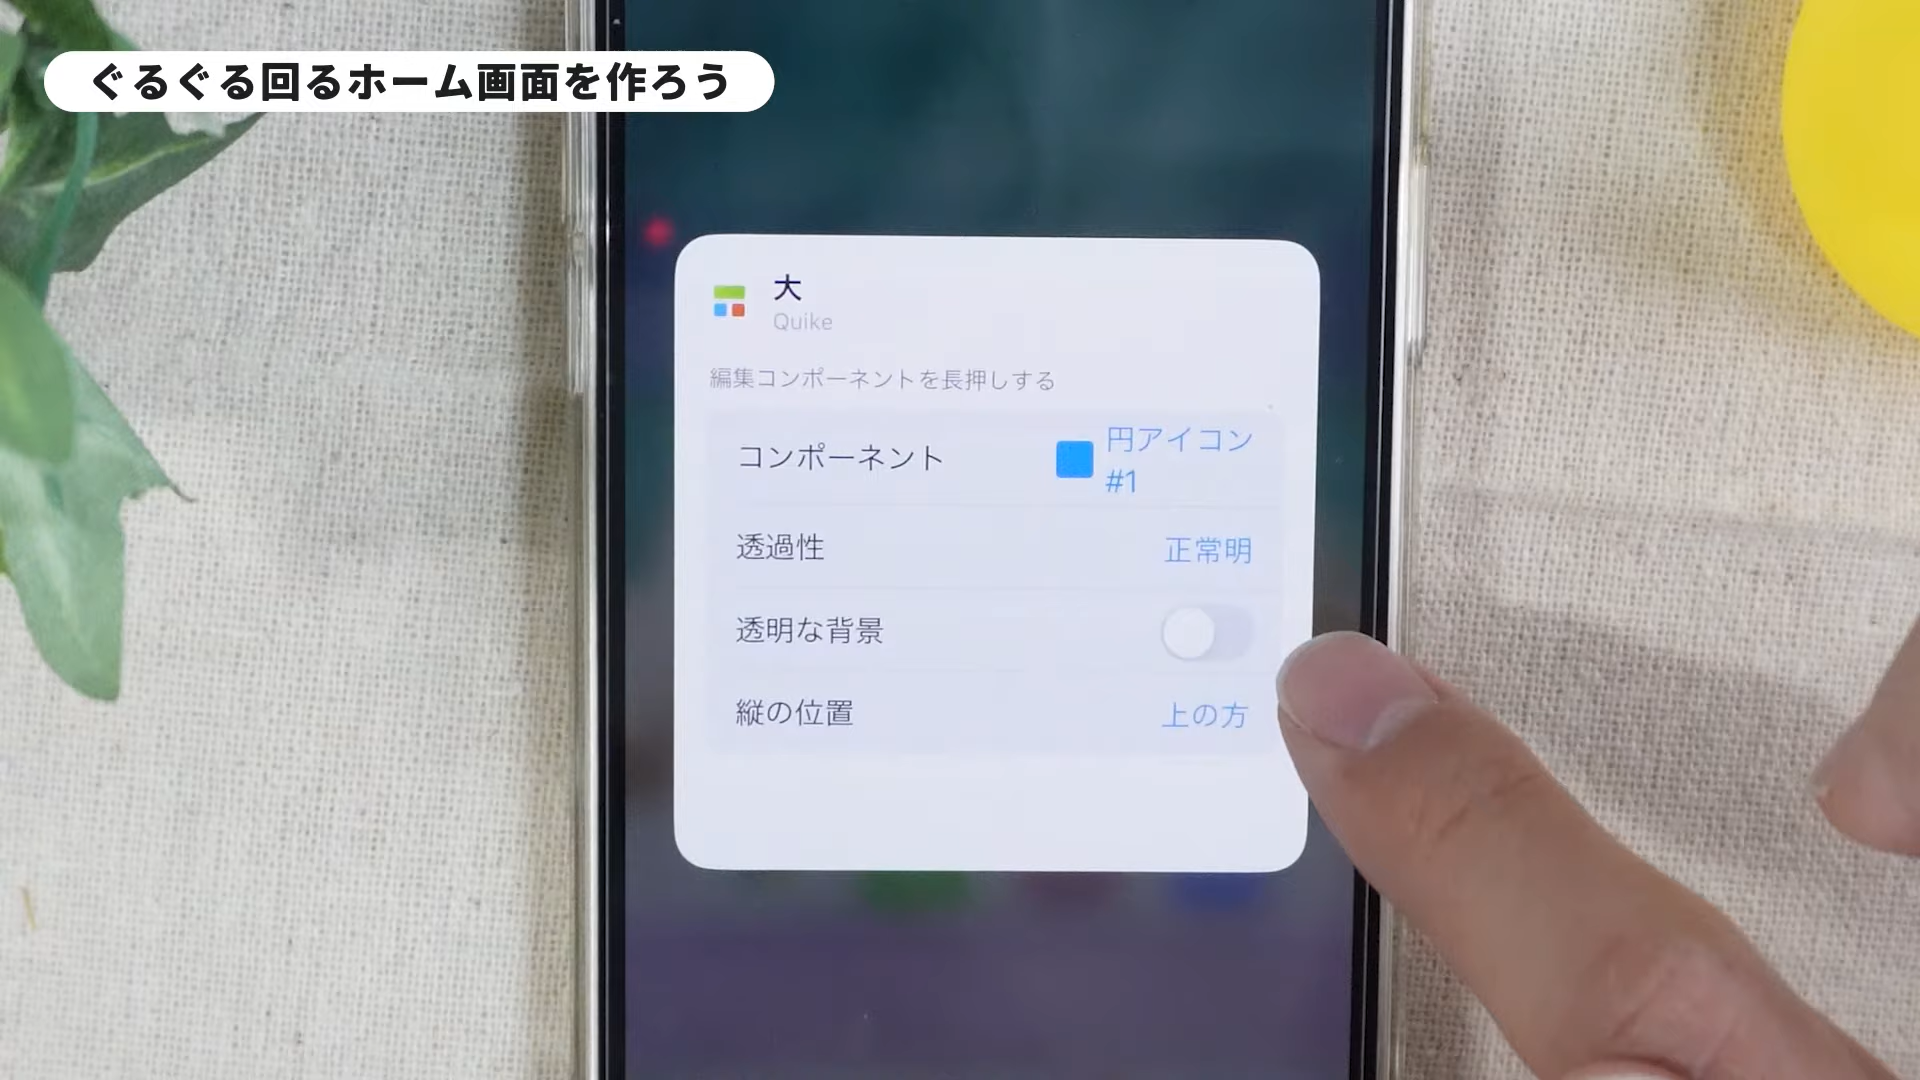 ぐるぐる回るホーム画面を作ろう
大
Quike
編集コンポーネントを長押しする
コンポーネント
円アイコン
#1
透過性
正常明
透明な背景
縦の位置
上の方